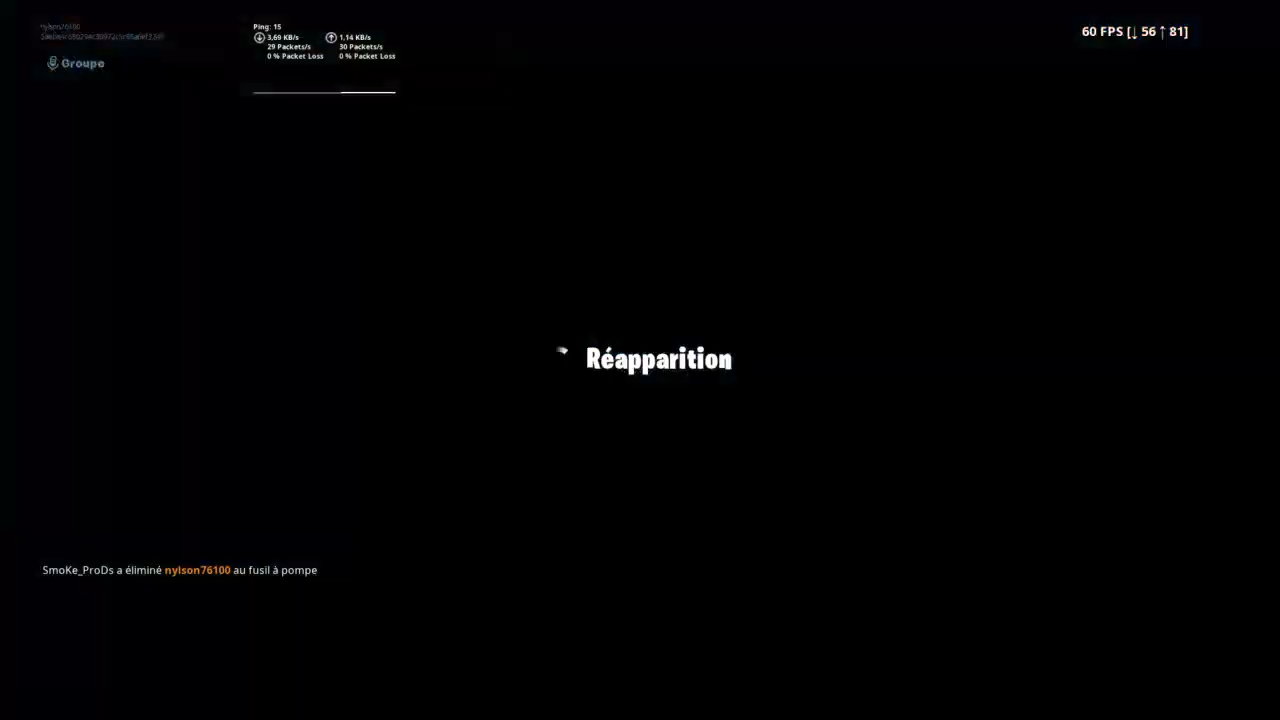 nylson76100
Ping: 15
3,69 KB/s
1,14 KB/s
29 Packets/s
30 Packets/s
0 % Packet Loss
0 % Packet Loss
60 FPS [↓ 56 ↑ 81]
Groupe
Réapparition
SmoKe_ProDs a éliminé nylson76100 au fusil à pompe